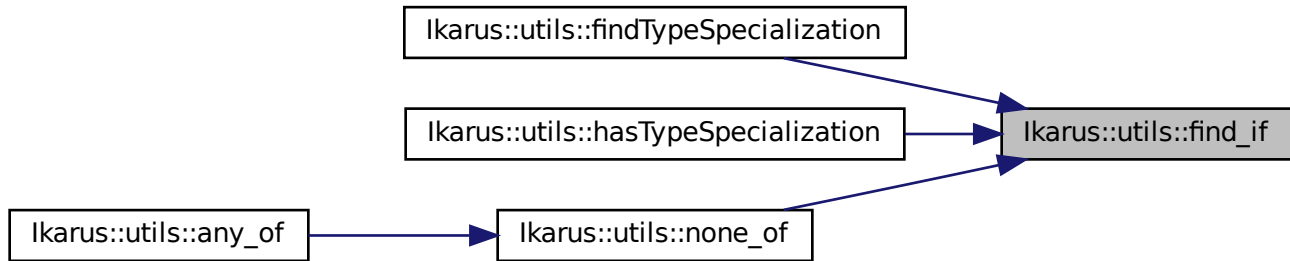 Ikarus::utils::findTypeSpecialization
Ikarus::utils::hasTypeSpecialization
Ikarus::utils::find_if
Ikarus::utils::any_of
Ikarus::utils::none_of